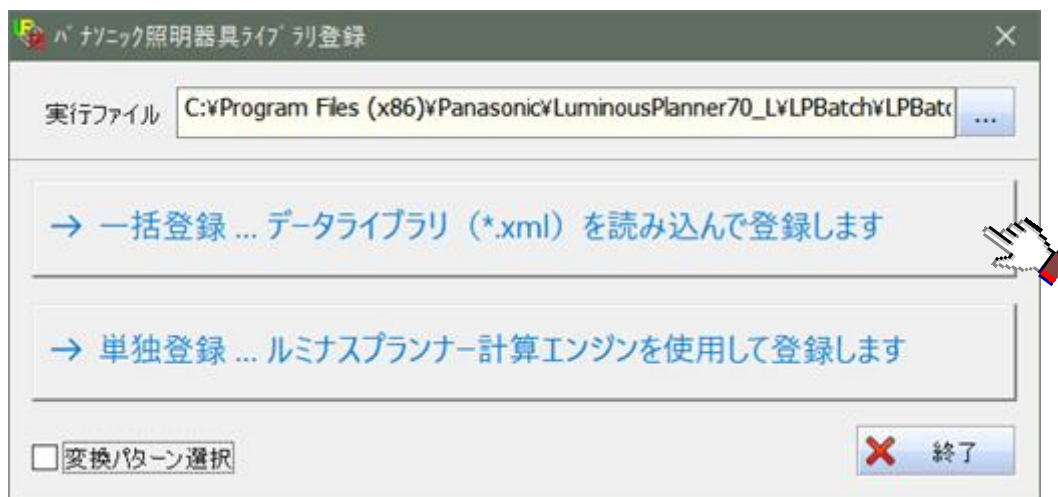 パナソニック照明器具ライブラリ登録
実行ファイル C:¥Program Files (x86)¥Panasonic¥LuminousPlanner70_L¥LPBatch¥LPBatc ...
→ 一括登録 ... データライブラリ（*.xml）を読み込んで登録します
→ 単独登録 ... ルミナスプランナー計算エンジンを使用して登録します
変換パターン選択
終了